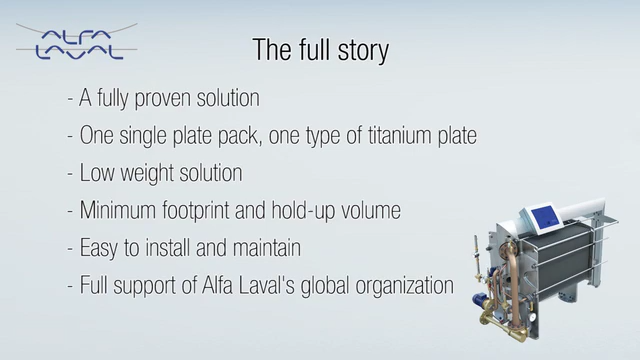 ALFA
LAVAL
The full story
- A fully proven solution
- One single plate pack, one type of titanium plate
- Low weight solution
- Minimum footprint and hold-up volume
- Easy to install and maintain
- Full support of Alfa Laval's global organization